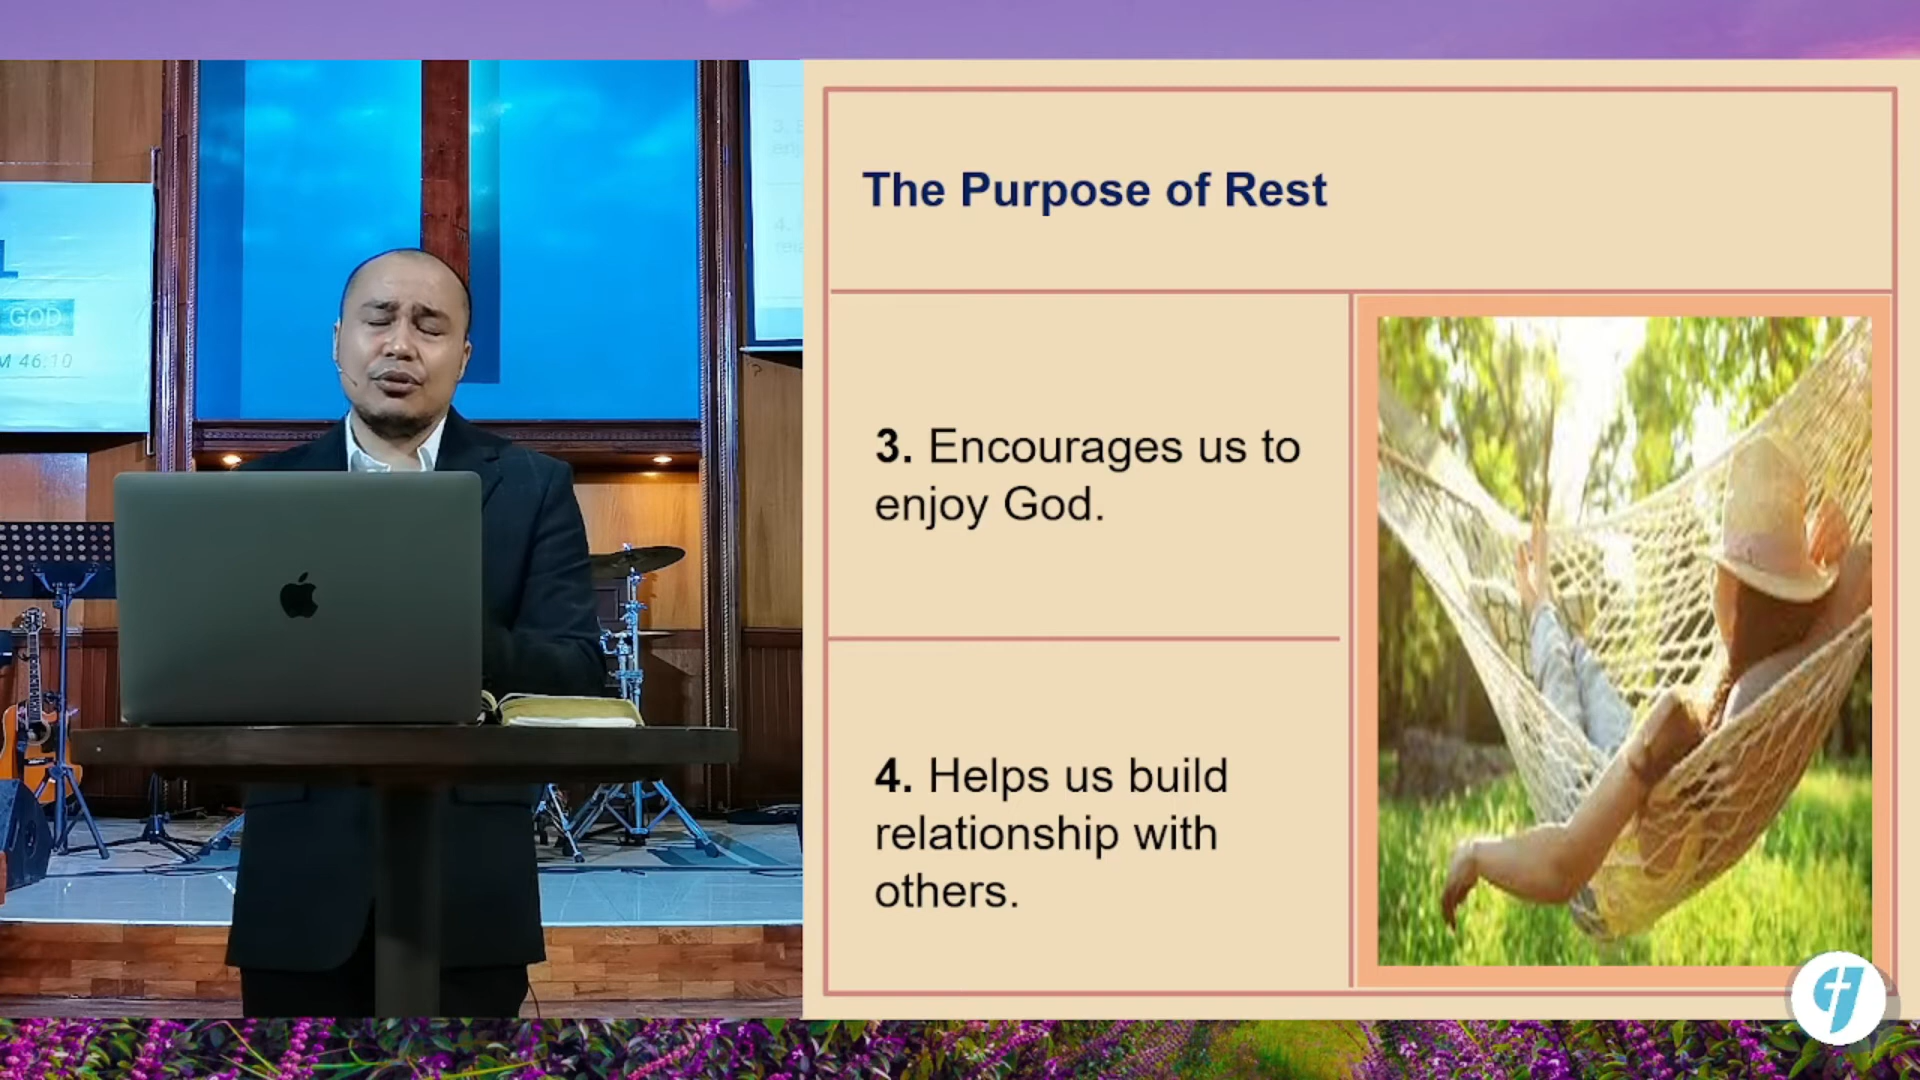 L
GOD
M 46:10
The Purpose of Rest
3. Encourages us to
enjoy God.
4. Helps us build
relationship with
others.